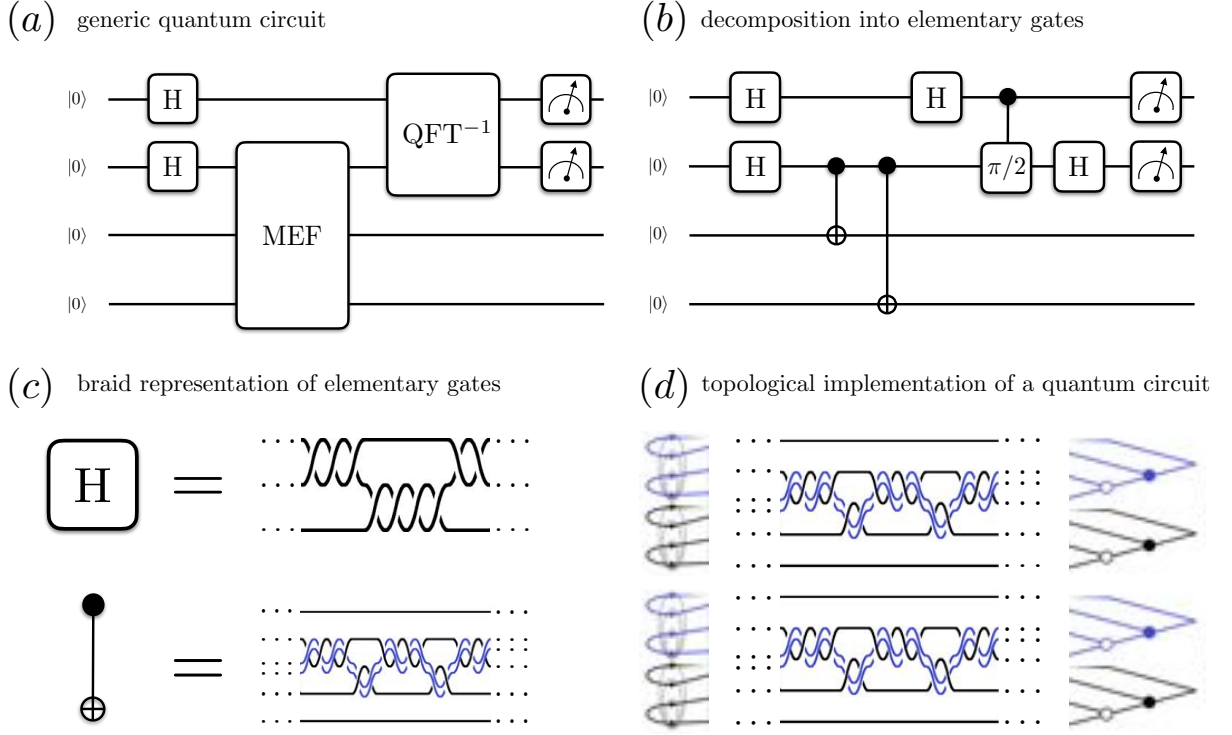 (a) generic quantum circuit
|0⟩ H
QFT⁻¹
|0⟩ H
MEF
|0⟩
|0⟩
(b) decomposition into elementary gates
|0⟩ H H
|0⟩ H π/2 H
|0⟩
|0⟩
(c) braid representation of elementary gates
H =
=
(d) topological implementation of a quantum circuit